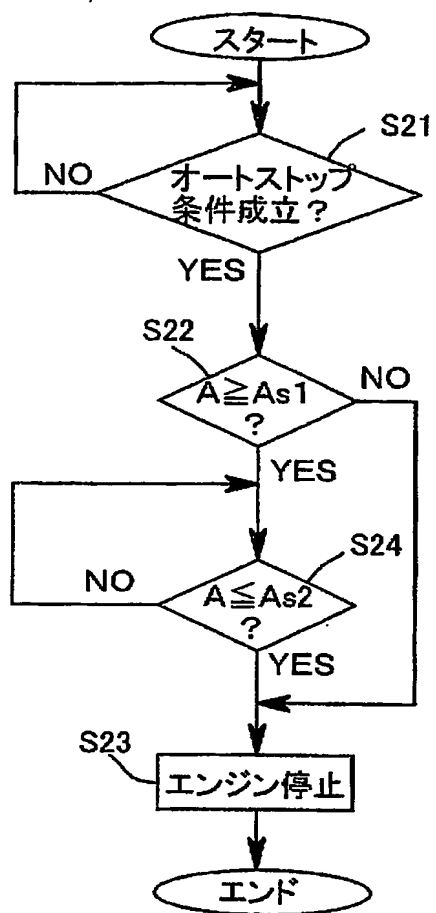 スタート
S21
オートストップ
条件成立？
NO
YES
S22
A≧As1
？
NO
YES
S24
A≦As2
？
NO
YES
S23
エンジン停止
エンド